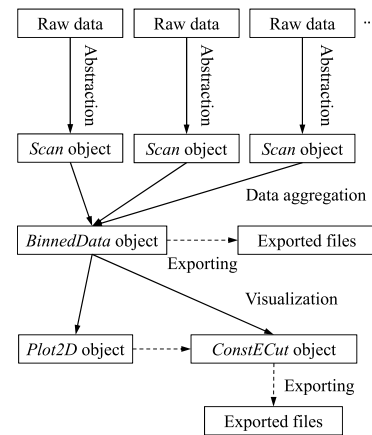 Raw data Raw data Raw data ..
Abstraction Abstraction Abstraction
Scan object Scan object Scan object
Data aggregation
BinnedData object Exported files
Exporting
Visualization
Plot2D object ConstECut object
Exporting
Exported files